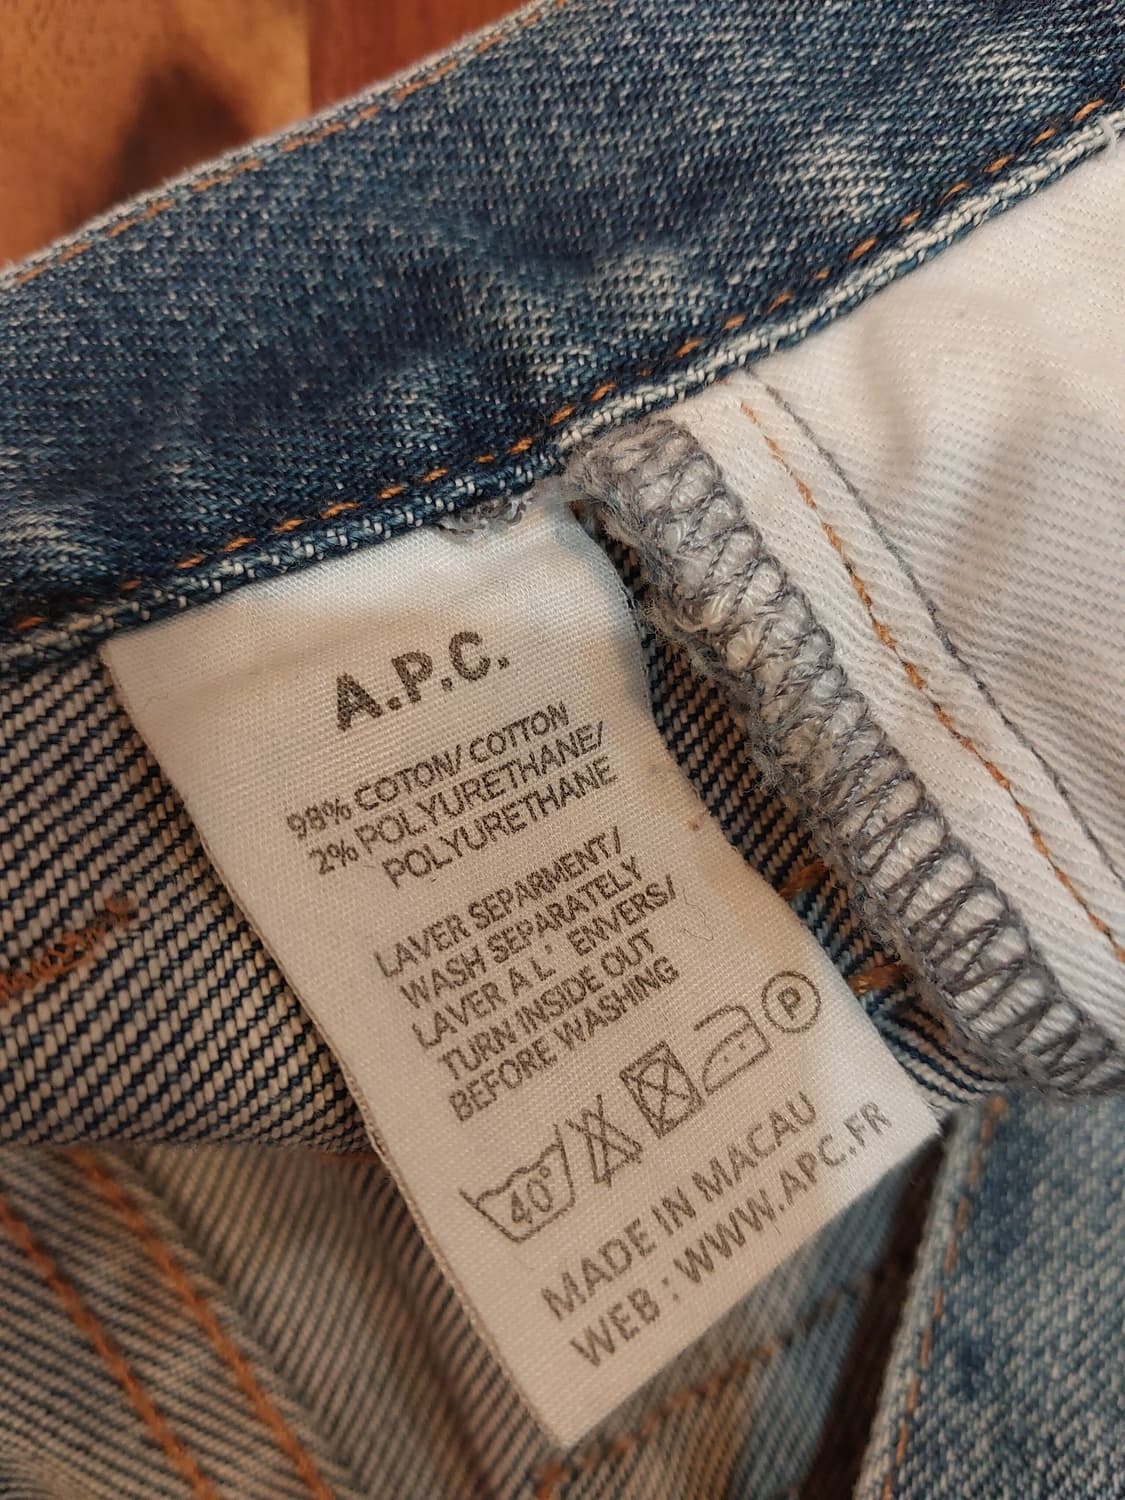 A.P.C.
98% COTON/ COTTON
2% POLYURETHANE/
POLYURETHANE
LAVER SEPARMENT/
WASH SEPARATELY
LAVER A L' ENVERS/
TURN INSIDE OUT
BEFORE WASHING
40° P
MADE IN MACAU
WEB : WWW.APC.FR